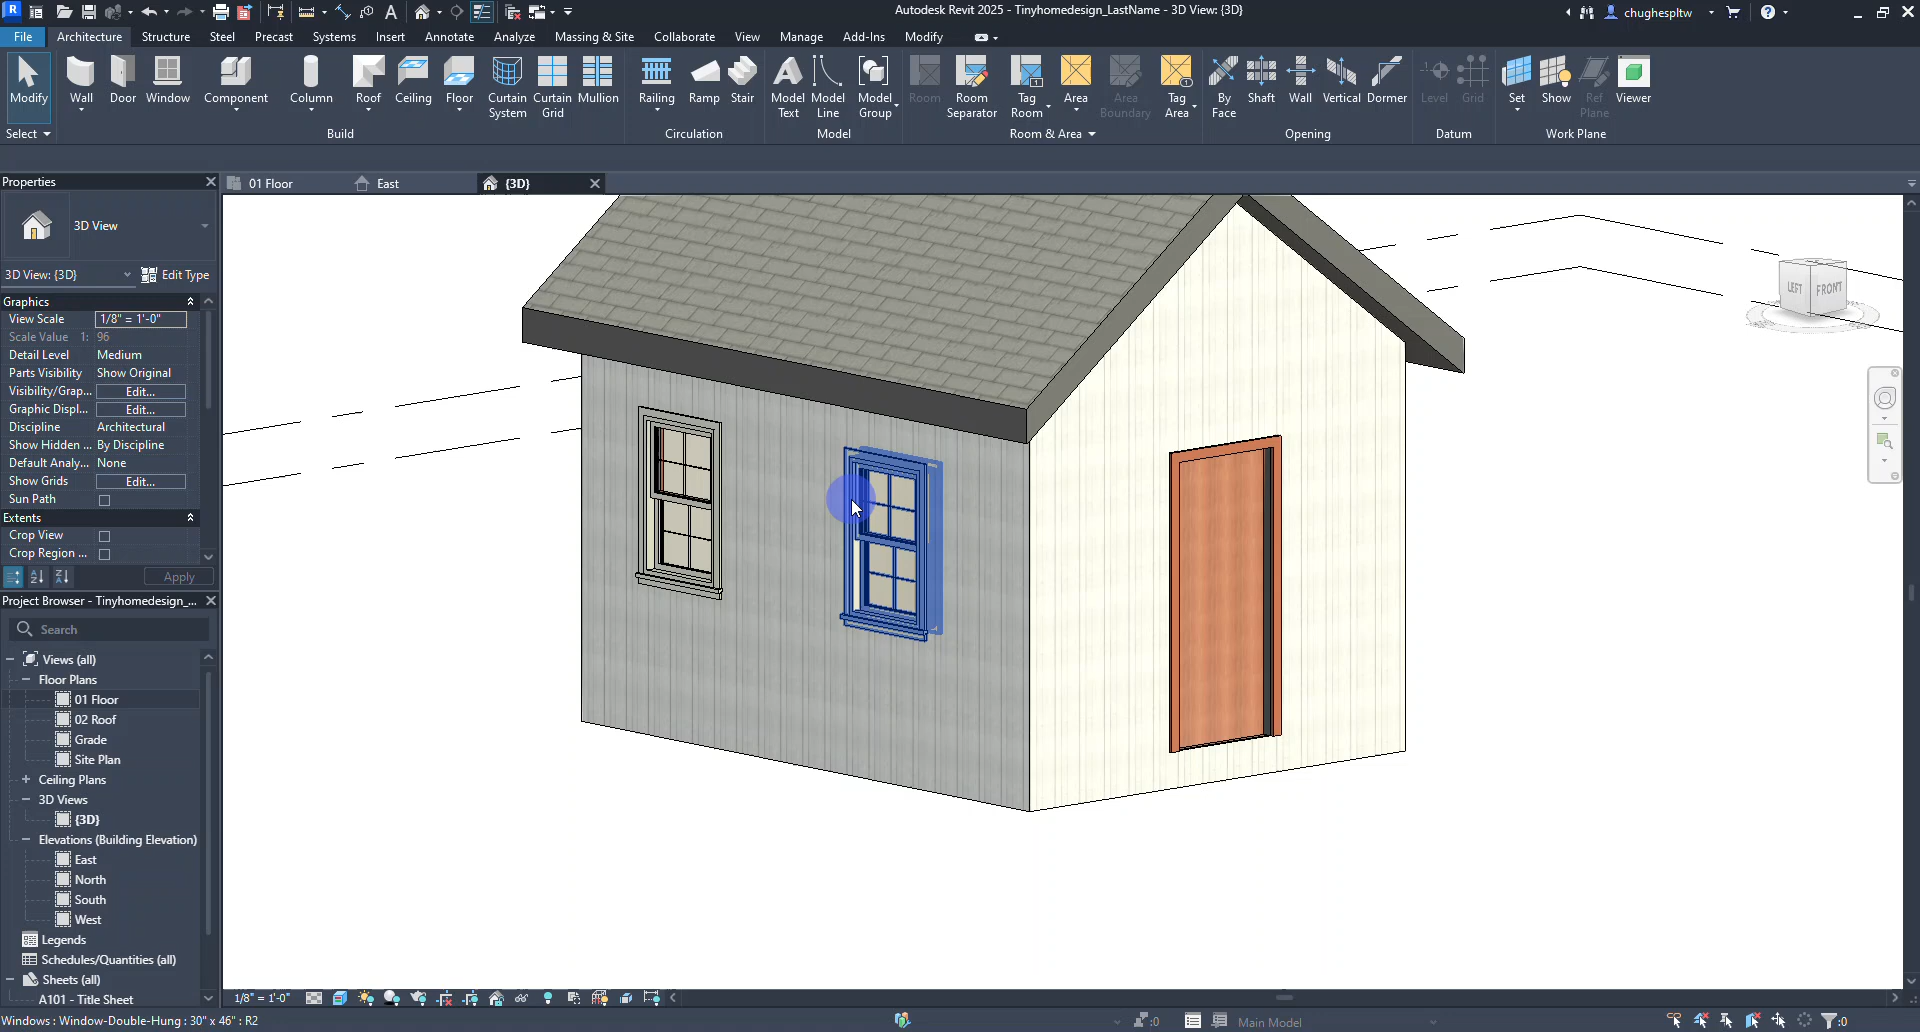 Autodesk Revit 2025 - Tinyhomedesign_LastName - 3D View: {3D}
chughespltw
File Architecture Structure Steel Precast Systems Insert Annotate Analyze Massing & Site Collaborate View Manage Add-Ins Modify
Modify
Wall
Door
Window
Component
Column
Roof
Ceiling
Floor
Curtain System
Curtain Grid
Mullion
Railing
Ramp
Stair
Model Text
Model Line
Model Group
Room
Room Separator
Tag Room
Area
Area Boundary
Tag Area
By Face
Shaft
Wall
Vertical
Dormer
Level
Grid
Set
Show
Ref Plane
Viewer
Select
Build
Circulation
Model
Room & Area
Opening
Datum
Work Plane
Properties
01 Floor
East
{3D}
3D View
3D View: {3D}
Edit Type
Graphics
View Scale 1/8" = 1'-0"
Scale Value 1: 96
Detail Level Medium
Parts Visibility Show Original
Visibility/Grap... Edit...
Graphic Displ... Edit...
Discipline Architectural
Show Hidden ... By Discipline
Default Analy... None
Show Grids Edit...
Sun Path
Extents
Crop View
Crop Region ...
Apply
Project Browser - Tinyhomedesign_...
Search
Views (all)
Floor Plans
01 Floor
02 Roof
Grade
Site Plan
Ceiling Plans
3D Views
{3D}
Elevations (Building Elevation)
East
North
South
West
Legends
Schedules/Quantities (all)
Sheets (all)
A101 - Title Sheet
LEFT
FRONT
1/8" = 1'-0"
Windows : Window-Double-Hung : 30" x 46" : R2
:0
Main Model
:0